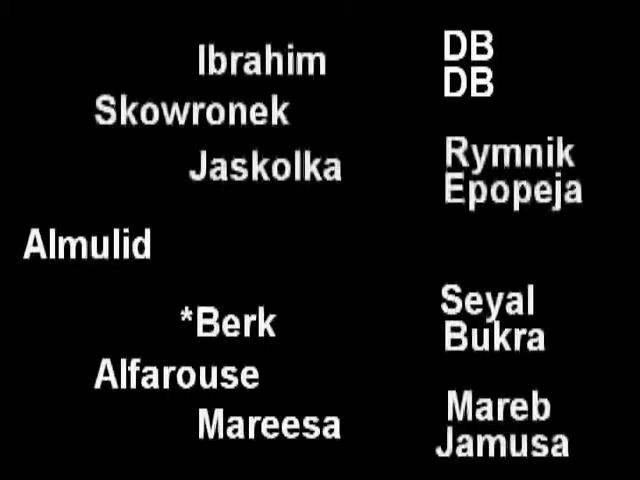 Ibrahim
DB
DB
Skowronek
Jaskolka
Rymnik
Epopeja
Almulid
*Berk
Seyal
Bukra
Alfarouse
Mareesa
Mareb
Jamusa